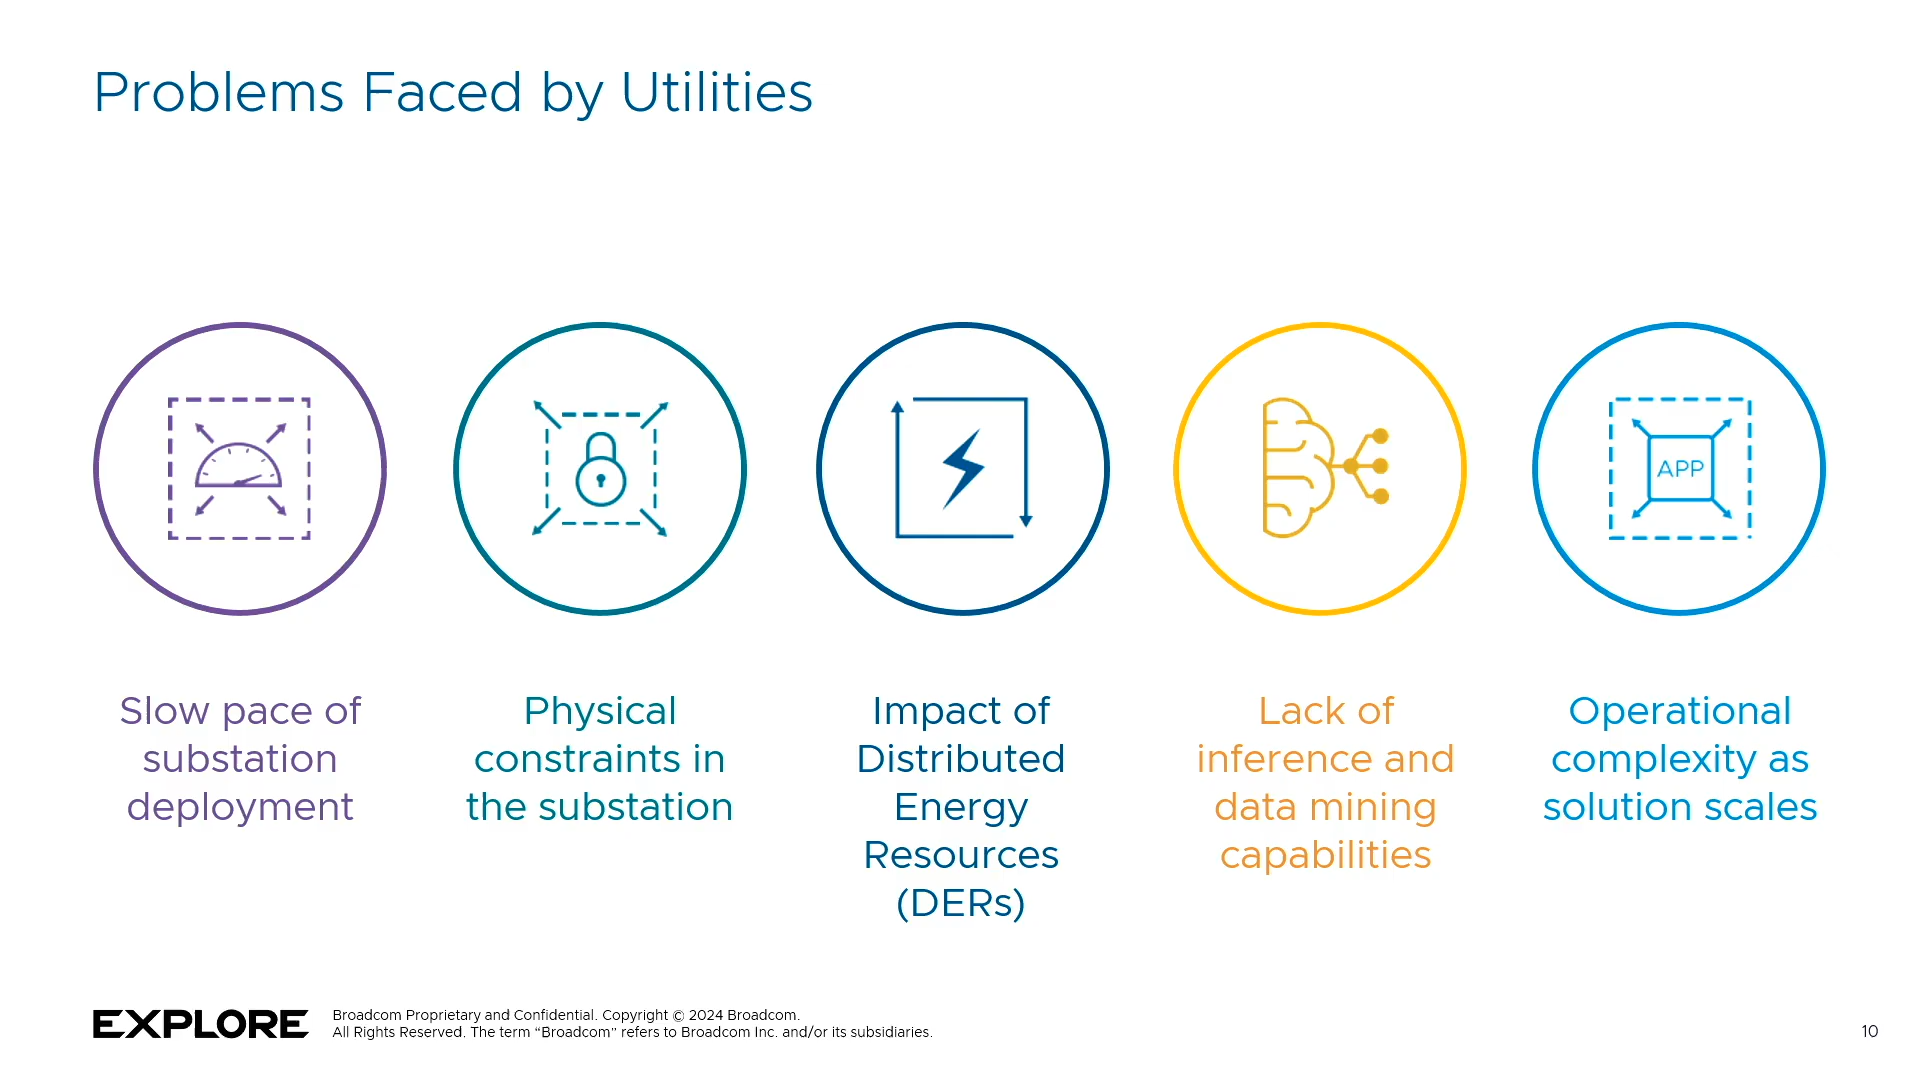 Problems Faced by Utilities
APP
Slow pace of
substation
deployment
Physical
constraints in
the substation
Impact of
Distributed
Energy
Resources
(DERs)
Lack of
inference and
data mining
capabilities
Operational
complexity as
solution scales
EXPLORE
Broadcom Proprietary and Confidential. Copyright © 2024 Broadcom.
All Rights Reserved. The term “Broadcom” refers to Broadcom Inc. and/or its subsidiaries.
10